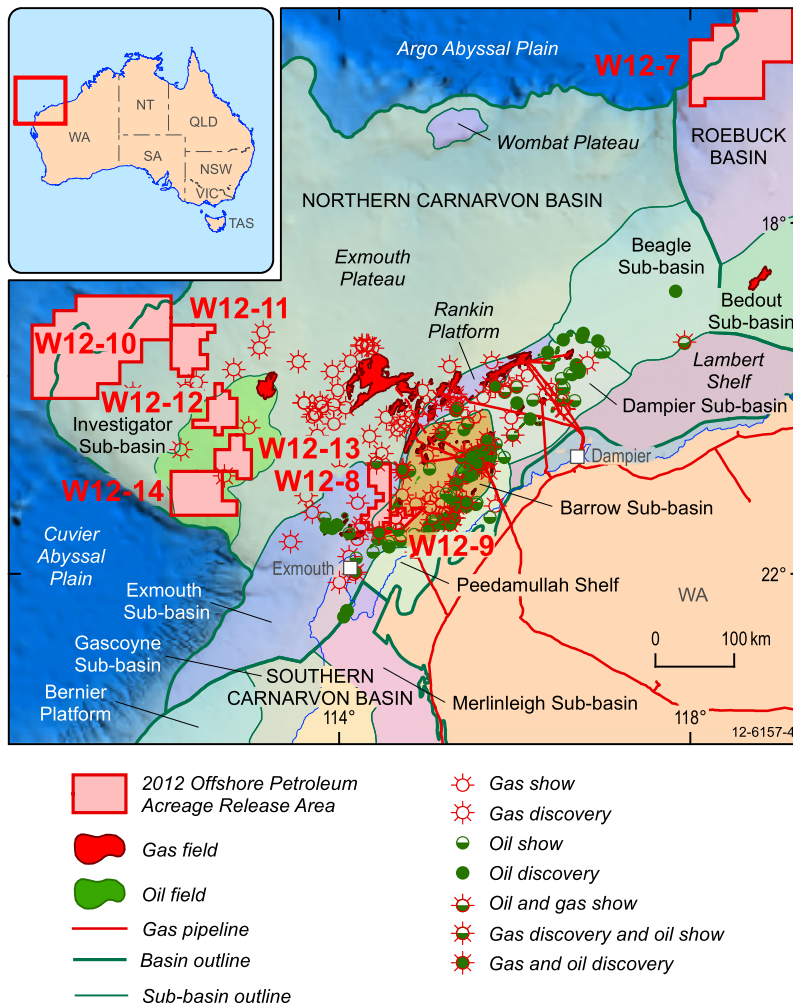 NT
QLD
WA
SA
NSW
VIC
TAS
Argo Abyssal Plain
W12-7
Wombat Plateau
ROEBUCK
BASIN
NORTHERN CARNARVON BASIN
18°
Exmouth
Plateau
Beagle
Sub-basin
Bedout
Sub-basin
Rankin
Platform
W12-11
W12-10
Lambert
Shelf
W12-12
Dampier Sub-basin
Investigator
Sub-basin
W12-13
Dampier
W12-8
W12-14
Barrow Sub-basin
Cuvier
Abyssal
Plain
W12-9
Exmouth
22°
Peedamullah Shelf
WA
Exmouth
Sub-basin
0 100 km
Gascoyne
Sub-basin
SOUTHERN
CARNARVON BASIN
Bernier
Platform
Merlinleigh Sub-basin
114°
118°
12-6157-4
2012 Offshore Petroleum
Acreage Release Area
Gas field
Oil field
Gas pipeline
Basin outline
Sub-basin outline
Gas show
Gas discovery
Oil show
Oil discovery
Oil and gas show
Gas discovery and oil show
Gas and oil discovery